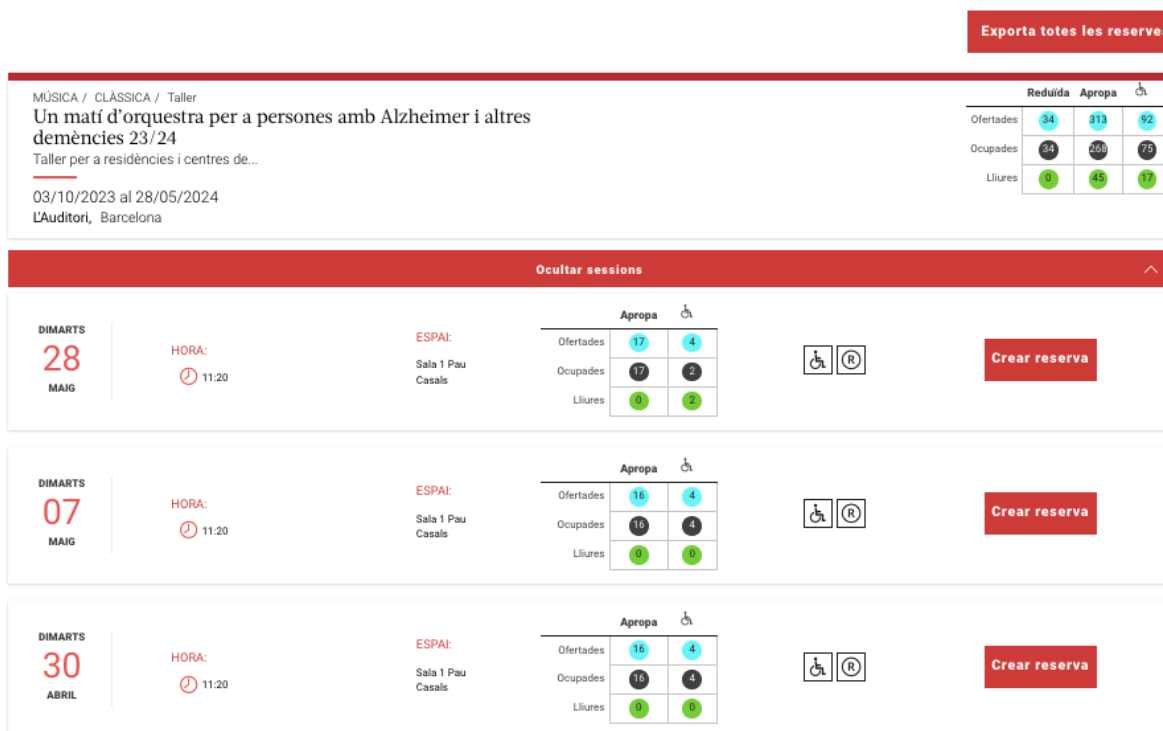 Exporta totes les reserve
MÚSICA / CLÀSSICA / Taller
Un matí d'orquestra per a persones amb Alzheimer i altres
demències 23/24
Taller per a residències i centres de...
03/10/2023 al 28/05/2024
L'Auditori, Barcelona
Reduïda Apropa
Ofertades 34 313 92
Ocupades 34 268 75
Lliures 0 45 17
Ocultar sessions
DIMARTS
28
MAIG
HORA:
11:20
ESPAI:
Sala 1 Pau
Casals
Apropa
Ofertades 17 4
Ocupades 17 2
Lliures 0 2
R
Crear reserva
DIMARTS
07
MAIG
HORA:
11:20
ESPAI:
Sala 1 Pau
Casals
Apropa
Ofertades 16 4
Ocupades 16 4
Lliures 0 0
R
Crear reserva
DIMARTS
30
ABRIL
HORA:
11:20
ESPAI:
Sala 1 Pau
Casals
Apropa
Ofertades 16 4
Ocupades 16 4
Lliures 0 0
R
Crear reserva